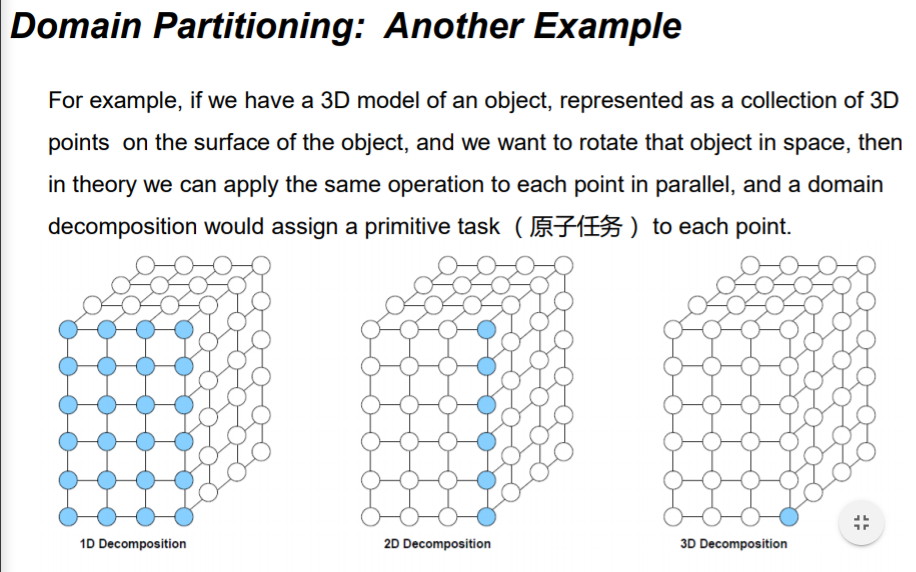 Domain Partitioning: Another Example
For example, if we have a 3D model of an object, represented as a collection of 3D
points on the surface of the object, and we want to rotate that object in space, then
in theory we can apply the same operation to each point in parallel, and a domain
decomposition would assign a primitive task （原子任务） to each point.
1D Decomposition
2D Decomposition
3D Decomposition